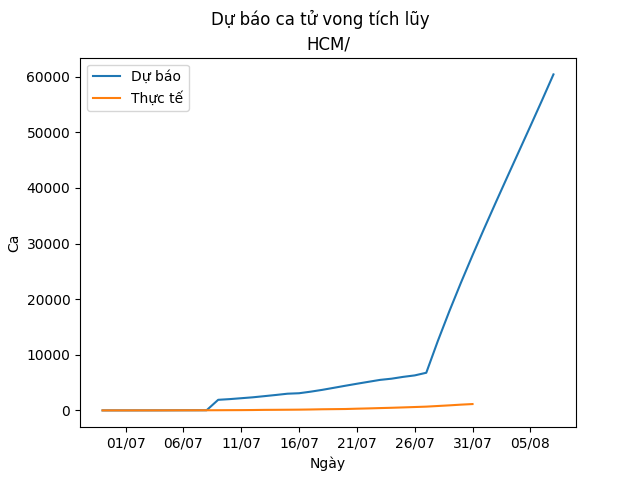 Dự báo ca tử vong tích lũy
HCM/
Dự báo
Thực tế
60000
50000
40000
30000
20000
10000
0
Ca
01/07 06/07 11/07 16/07 21/07 26/07 31/07 05/08
Ngày